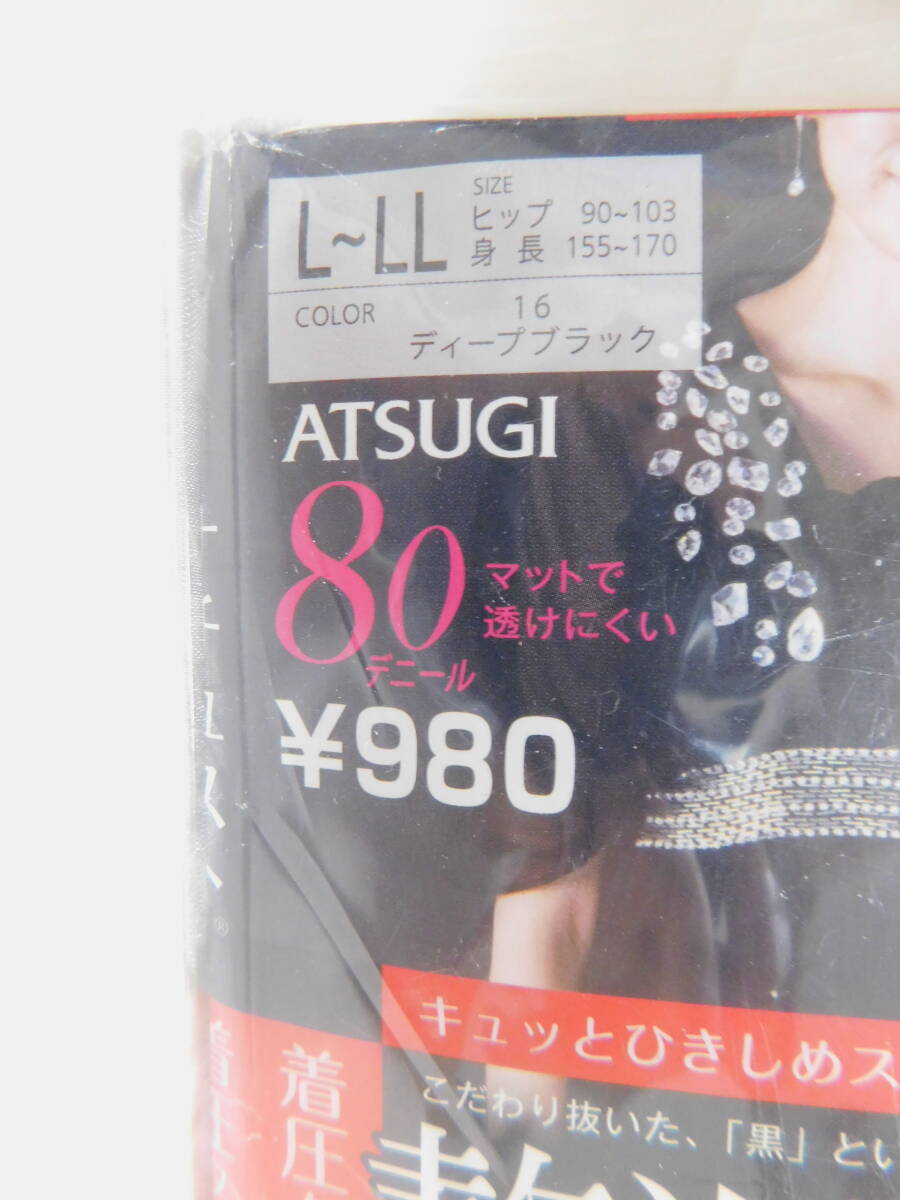 L~LL
SIZE
ヒップ 90~103
身長 155~170
COLOR
16
ディープブラック
ATSUGI
80
デニール
マットで
透けにくい
¥980
®
キュッとひきしめス
こだわり抜いた、「黒」とい
着圧